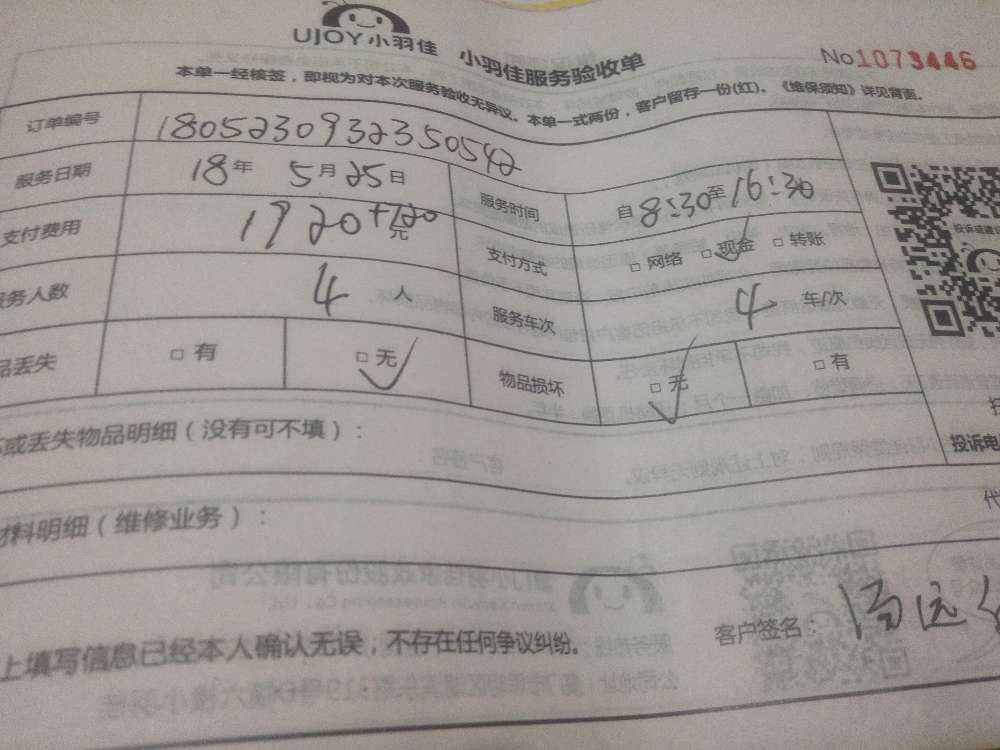 UJOY小羽佳 小羽佳服务验收单
No1073446
本单一经核签，即视为对本次服务验收无异议。本单一式两份，客户留存一份(红)。《维保须知》详见背面。
订单编号 1805230932350542
服务日期 18年 5月25日 服务时间 自8:30至16:30
支付费用 1920+120元 支付方式 □网络 □现金 □转账
服务人数 4人 服务车次 4车/次
品丢失 □有 □无 物品损坏 □无 □有
或丢失物品明细（没有可不填）：
投诉电
材料明细（维修业务）：
代
上填写信息已经本人确认无误，不存在任何争议纠纷。 客户签名：